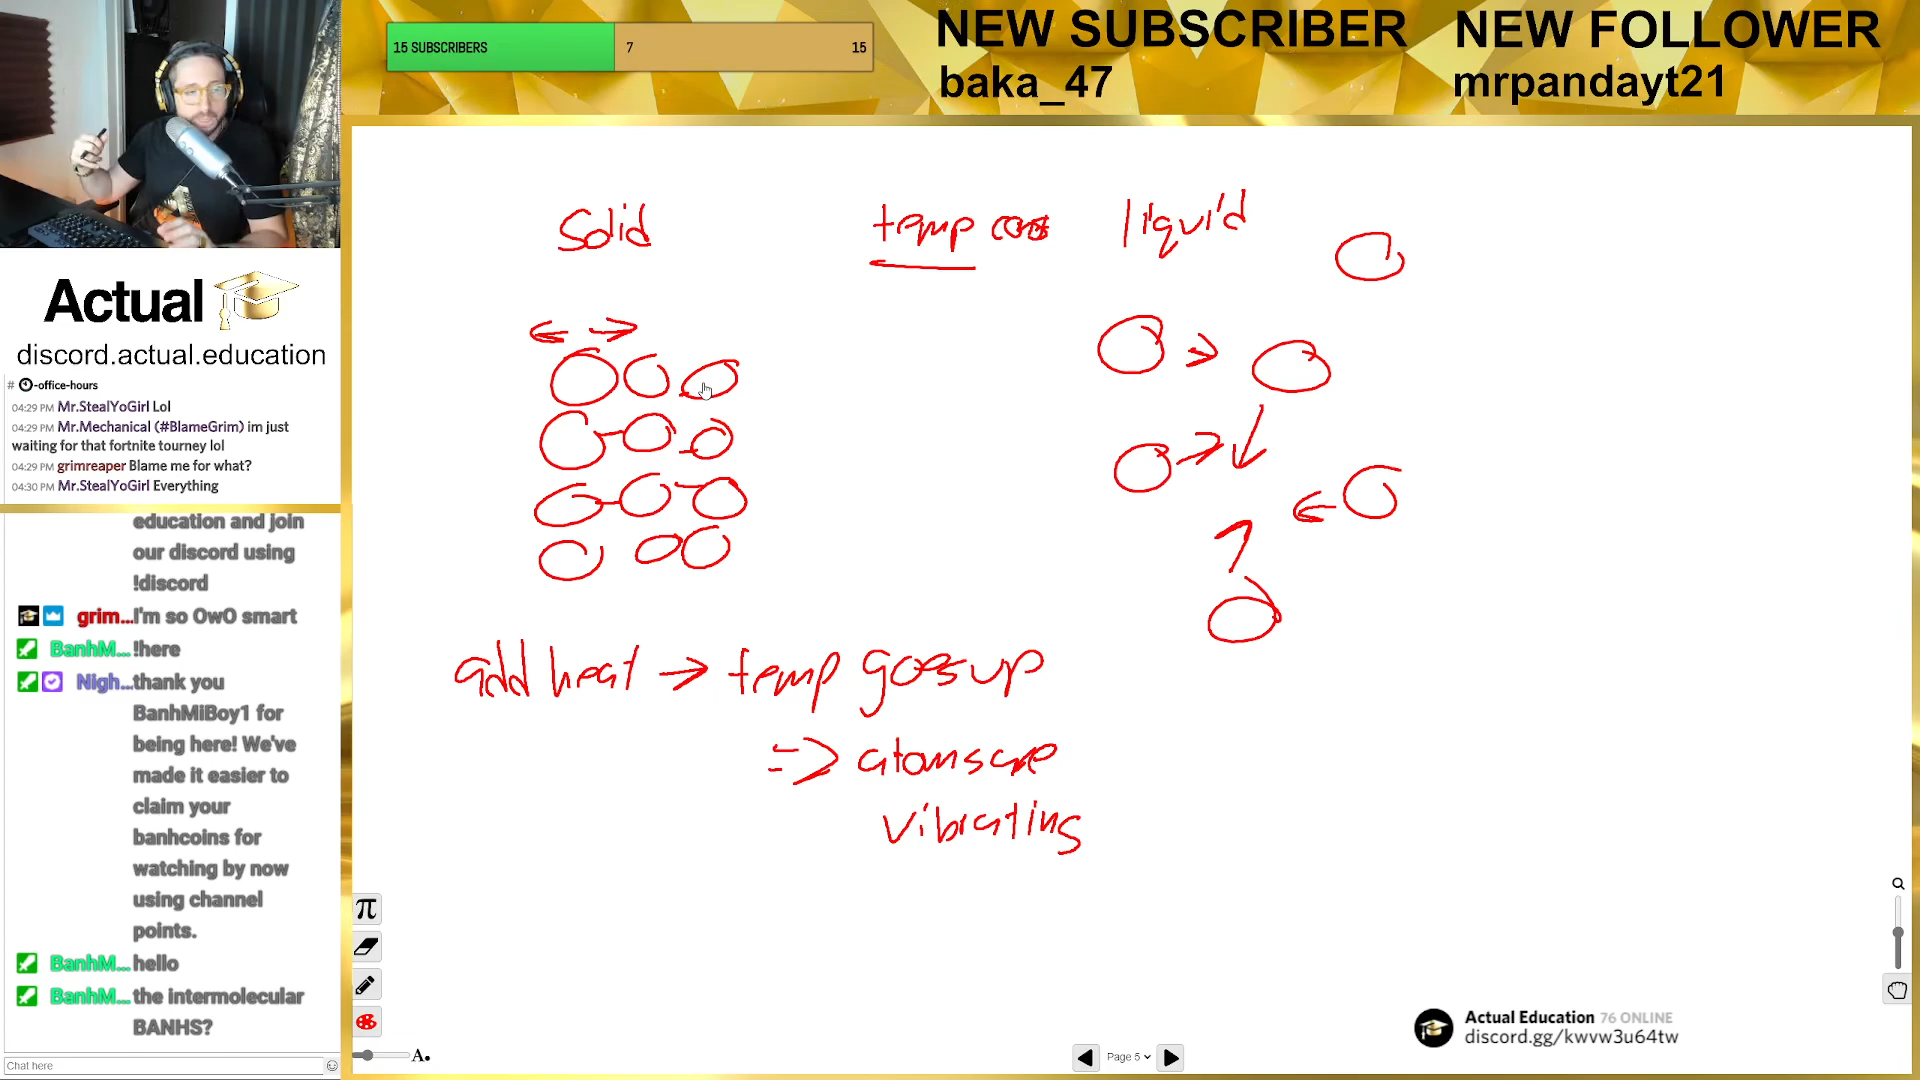 15 SUBSCRIBERS 7 15
NEW SUBSCRIBER
baka_47
NEW FOLLOWER
mrpandayt21
Actual
discord.actual.education
# -office-hours
04:29 PM Mr.StealYoGirl Lol
04:29 PM Mr.Mechanical (#BlameGrim) im just
waiting for that fortnite tourney lol
04:29 PM grimreaper Blame me for what?
04:30 PM Mr.StealYoGirl Everything
education and join
our discord using
!discord
grim... I'm so OwO smart
BanhM... !here
Nigh... thank you
BanhMiBoy1 for
being here! We've
made it easier to
claim your
banhcoins for
watching by now
using channel
points.
BanhM... hello
BanhM... the intermolecular
BANHS?
Chat here
solid
temp
liquid
add heat → temp goes up
=> atoms are
vibrating
π
A.
Page 5
Actual Education 76 ONLINE
discord.gg/kwvw3u64tw